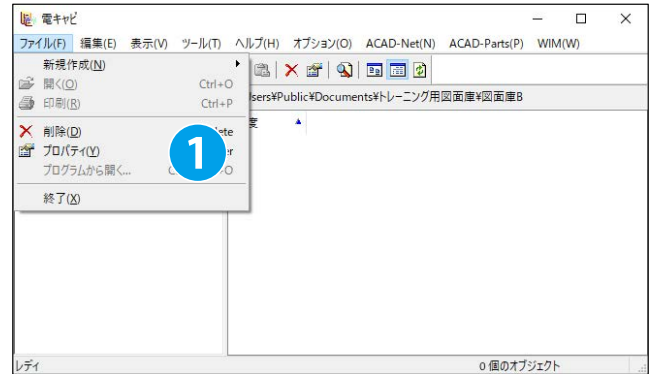 電キャビ
ファイル(F) 編集(E) 表示(V) ツール(T) ヘルプ(H) オプション(O) ACAD-Net(N) ACAD-Parts(P) WIM(W)
新規作成(N)
開く(O) Ctrl+O
sers¥Public¥Documents¥トレーニング用図面庫¥図面庫B
印刷(R) Ctrl+P
度
削除(D) te
プロパティ(Y) er
1
プログラムから開く... C O
終了(X)
レディ 0 個のオブジェクト